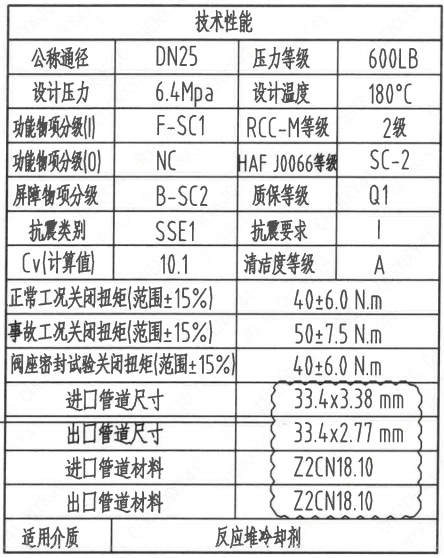 技术性能
公称通径 DN25 压力等级 600LB
设计压力 6.4Mpa 设计温度 180°C
功能物项分级(I) F-SC1 RCC-M等级 2级
功能物项分级(O) NC HAF J0066等级 SC-2
屏障物项分级 B-SC2 质保等级 Q1
抗震类别 SSE1 抗震要求 I
Cv(计算值) 10.1 清洁度等级 A
正常工况关闭扭矩(范围±15%) 40±6.0 N.m
事故工况关闭扭矩(范围±15%) 50±7.5 N.m
阀座密封试验关闭扭矩(范围±15%) 40±6.0 N.m
进口管道尺寸 33.4x3.38 mm
出口管道尺寸 33.4x2.77 mm
进口管道材料 Z2CN18.10
出口管道材料 Z2CN18.10
适用介质 反应堆冷却剂